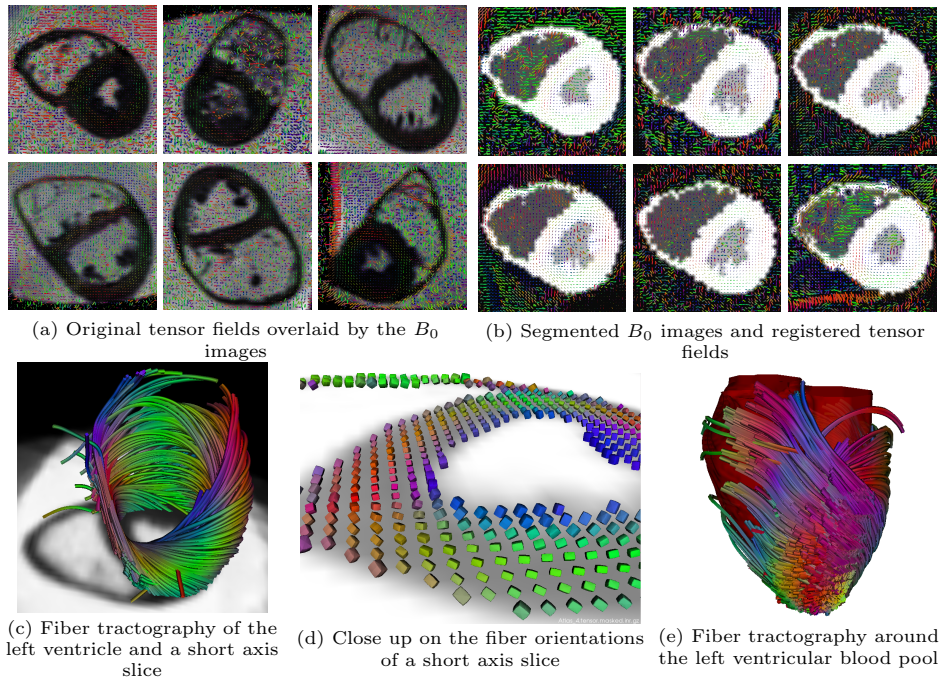 (a) Original tensor fields overlaid by the B₀
images
(b) Segmented B₀ images and registered tensor
fields
(c) Fiber tractography of the
left ventricle and a short axis
slice
(d) Close up on the fiber orientations
of a short axis slice
(e) Fiber tractography around
the left ventricular blood pool